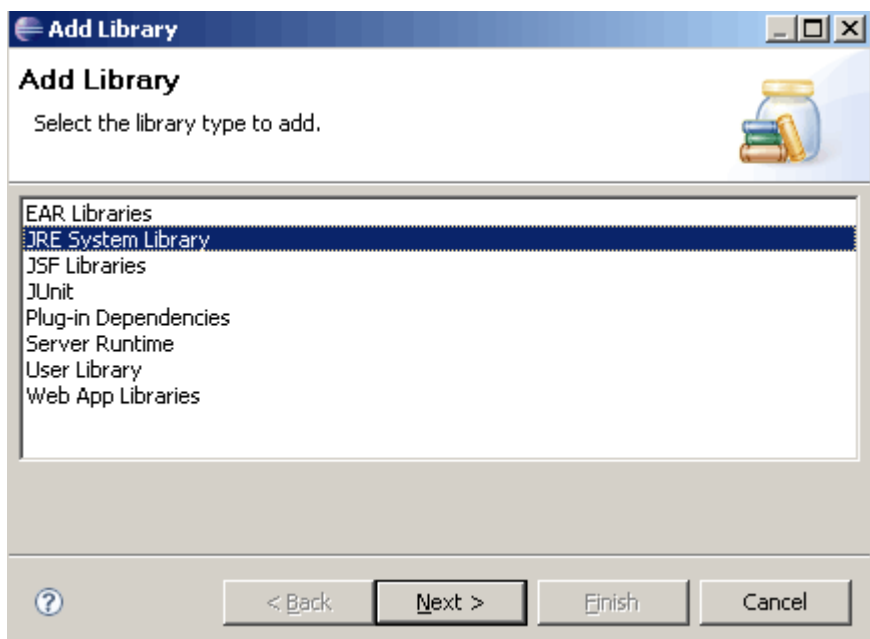 Add Library
Add Library
Select the library type to add.
EAR Libraries
JRE System Library
JSF Libraries
JUnit
Plug-in Dependencies
Server Runtime
User Library
Web App Libraries
? < Back Next > Finish Cancel